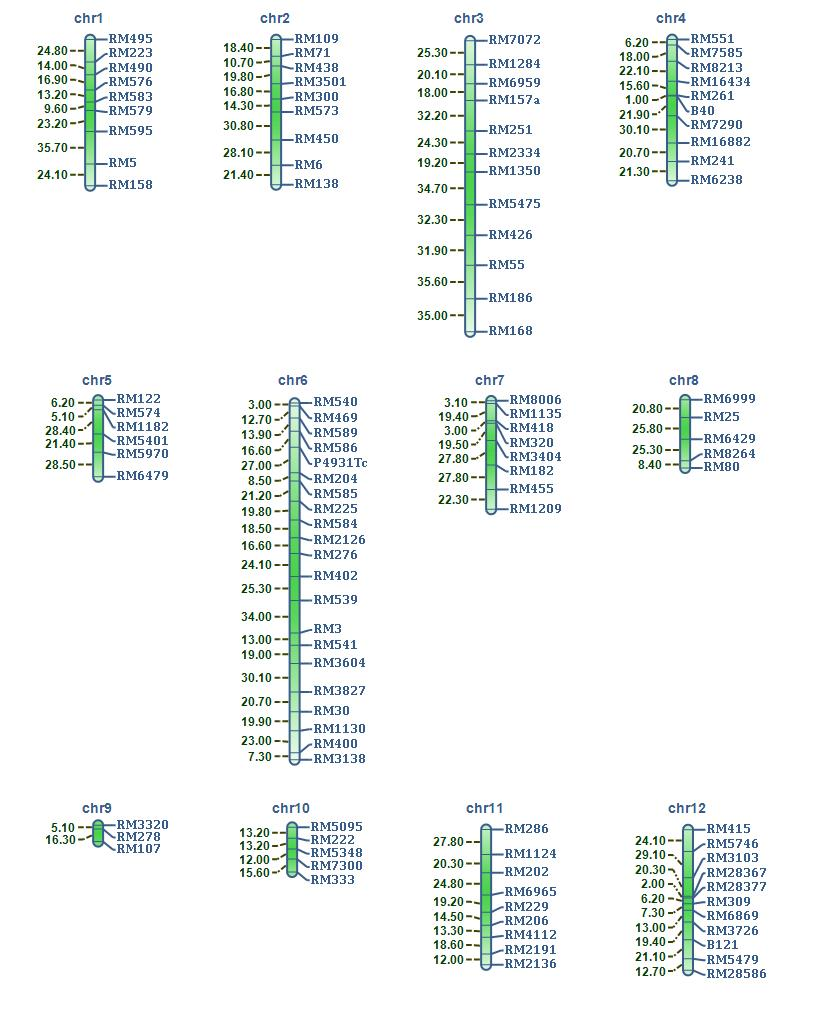 chr1
RM495
24.80
RM223
14.00
RM490
16.90
RM576
13.20
RM583
9.60
RM579
23.20
RM595
35.70
RM5
24.10
RM158
chr2
RM109
18.40
RM71
10.70
RM438
19.80
RM3501
16.80
RM300
14.30
RM573
30.80
RM450
28.10
RM6
21.40
RM138
chr3
RM7072
25.30
RM1284
20.10
RM6959
18.00
RM157a
32.20
RM251
24.30
RM2334
19.20
RM1350
34.70
RM5475
32.30
RM426
31.90
RM55
35.60
RM186
35.00
RM168
chr4
RM551
6.20
RM7585
18.00
RM8213
22.10
RM16434
15.60
RM261
1.00
B40
21.90
RM7290
30.10
RM16882
20.70
RM241
21.30
RM6238
chr5
RM122
6.20
RM574
5.10
RM1182
28.40
RM5401
21.40
RM5970
28.50
RM6479
chr6
RM540
3.00
RM469
12.70
RM589
13.90
RM586
16.60
P4931Tc
27.00
RM204
8.50
RM585
21.20
RM225
19.80
RM584
18.50
RM2126
16.60
RM276
24.10
RM402
25.30
RM539
34.00
RM3
13.00
RM541
19.00
RM3604
30.10
RM3827
20.70
RM30
19.90
RM1130
23.00
RM400
7.30
RM3138
chr7
RM8006
3.10
RM1135
19.40
RM418
3.00
RM320
19.50
RM3404
27.80
RM182
27.80
RM455
22.30
RM1209
chr8
RM6999
20.80
RM25
25.80
RM6429
25.30
RM8264
8.40
RM80
chr9
RM3320
5.10
RM278
16.30
RM107
chr10
RM5095
13.20
RM222
13.20
RM5348
12.00
RM7300
15.60
RM333
chr11
RM286
27.80
RM1124
20.30
RM202
24.80
RM6965
19.20
RM229
14.50
RM206
13.30
RM4112
18.60
RM2191
12.00
RM2136
chr12
RM415
24.10
RM5746
29.10
RM3103
20.30
RM28367
2.00
RM28377
6.20
RM309
7.30
RM6869
13.00
RM3726
19.40
B121
21.10
RM5479
12.70
RM28586